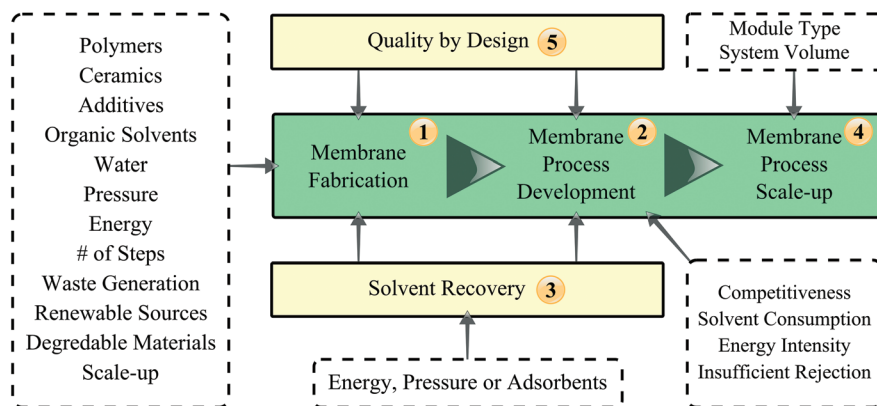 Polymers
Ceramics
Additives
Organic Solvents
Water
Pressure
Energy
# of Steps
Waste Generation
Renewable Sources
Degredable Materials
Scale-up
Quality by Design 5
Module Type
System Volume
1
Membrane
Fabrication
2
Membrane
Process
Development
4
Membrane
Process
Scale-up
Solvent Recovery 3
Energy, Pressure or Adsorbents
Competitiveness
Solvent Consumption
Energy Intensity
Insufficient Rejection